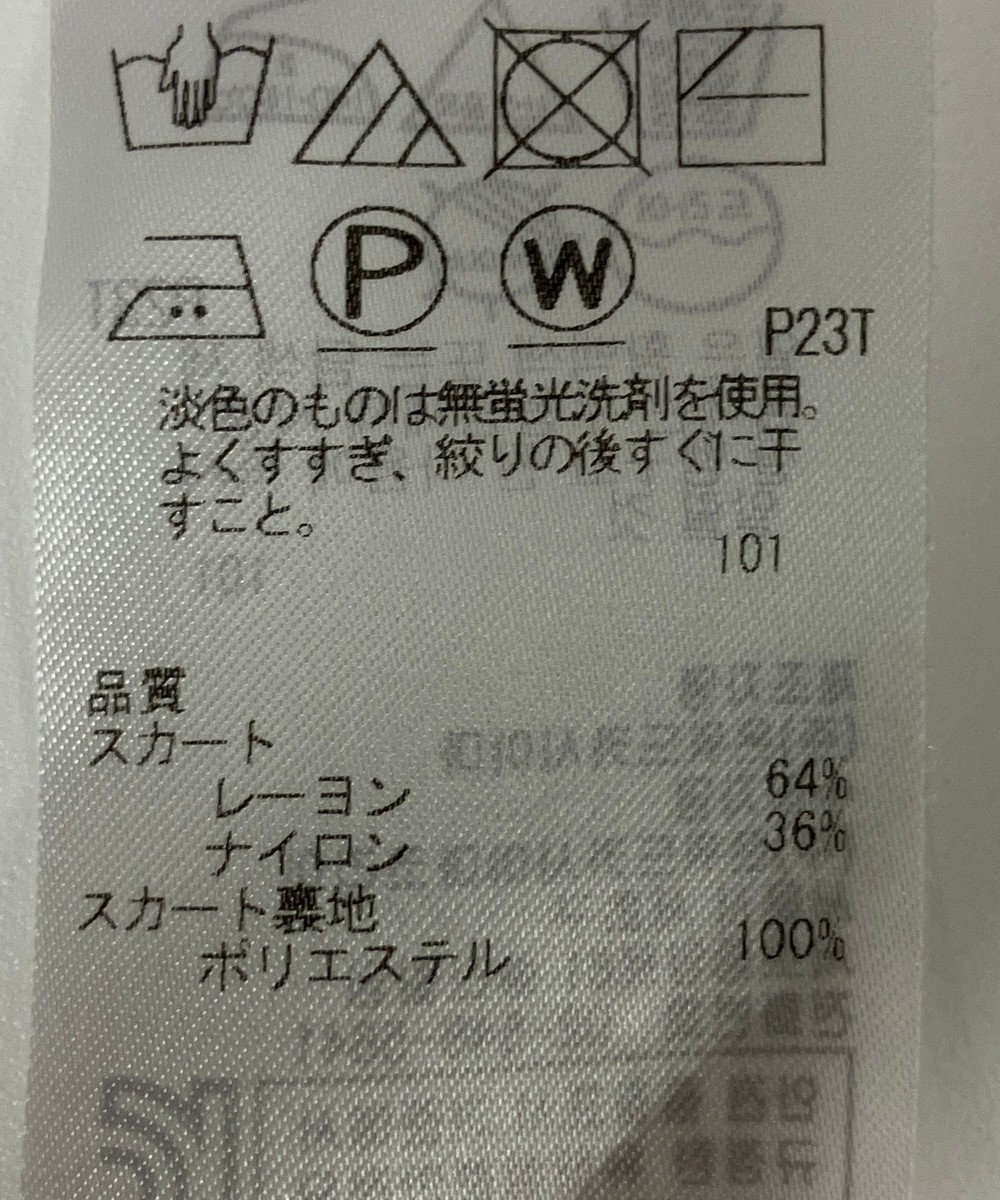 P W P23T
淡色のものは無蛍光洗剤を使用。
よくすすぎ、絞りの後すぐに干
すこと。
101
品質
スカート
レーヨン 64%
ナイロン 36%
スカート裏地
ポリエステル 100%